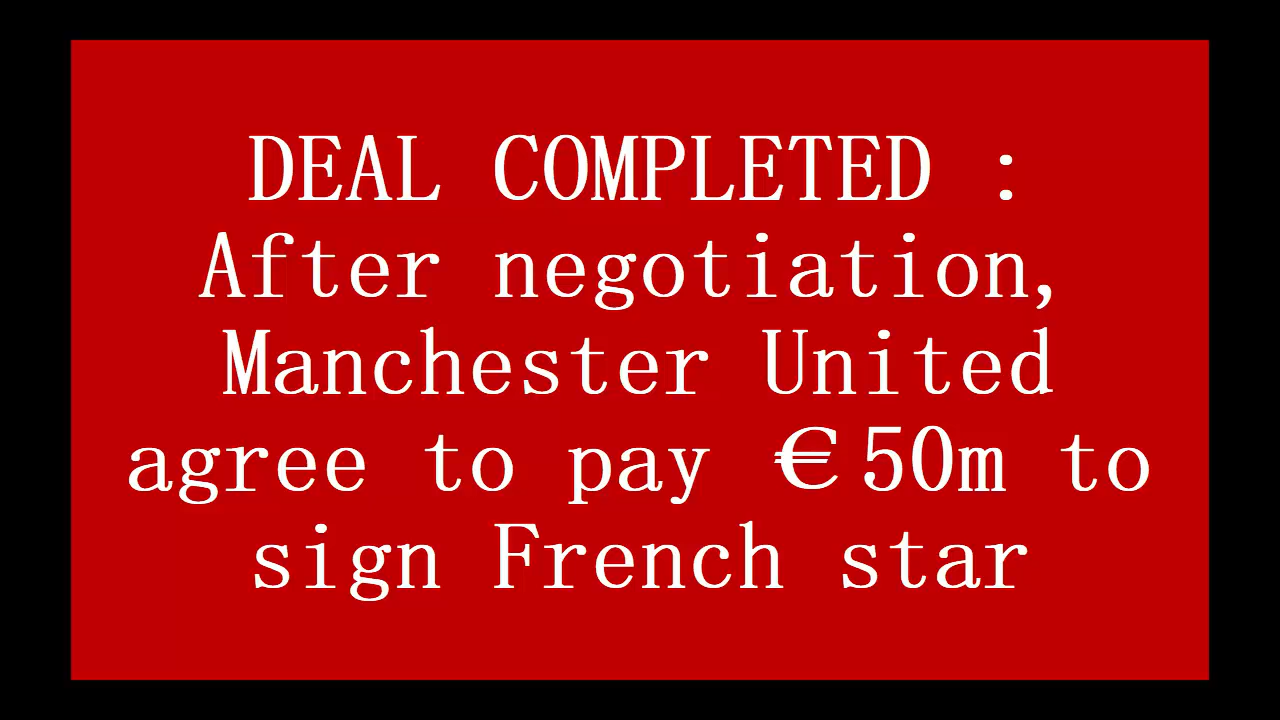 DEAL COMPLETED :
After negotiation,
Manchester United
agree to pay €50m to
sign French star